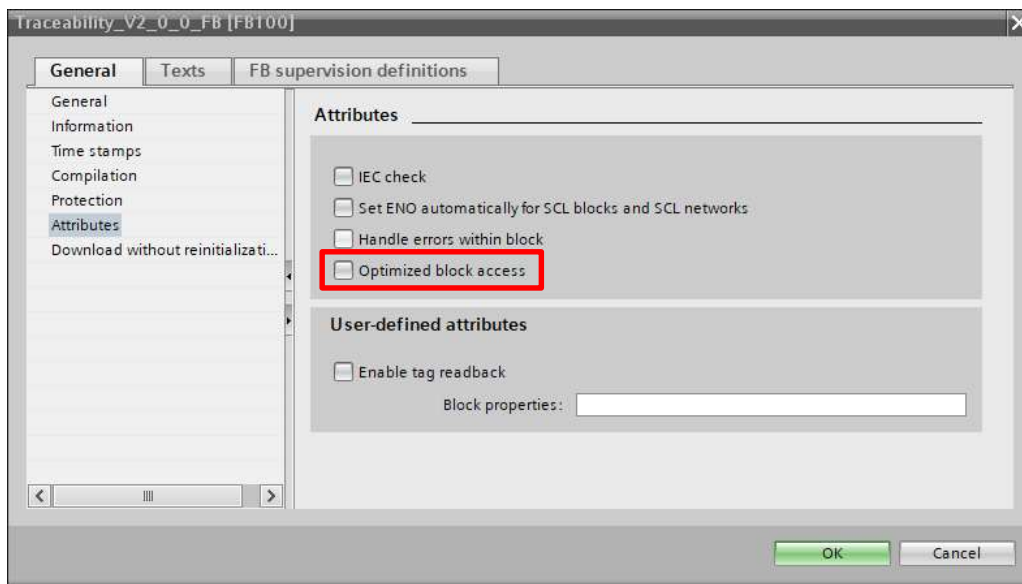 Traceability_V2_0_0_FB [FB100]
General
Texts
FB supervision definitions
General
Information
Time stamps
Compilation
Protection
Attributes
Download without reinitializati...
Attributes
IEC check
Set ENO automatically for SCL blocks and SCL networks
Handle errors within block
Optimized block access
User-defined attributes
Enable tag readback
Block properties:
OK
Cancel